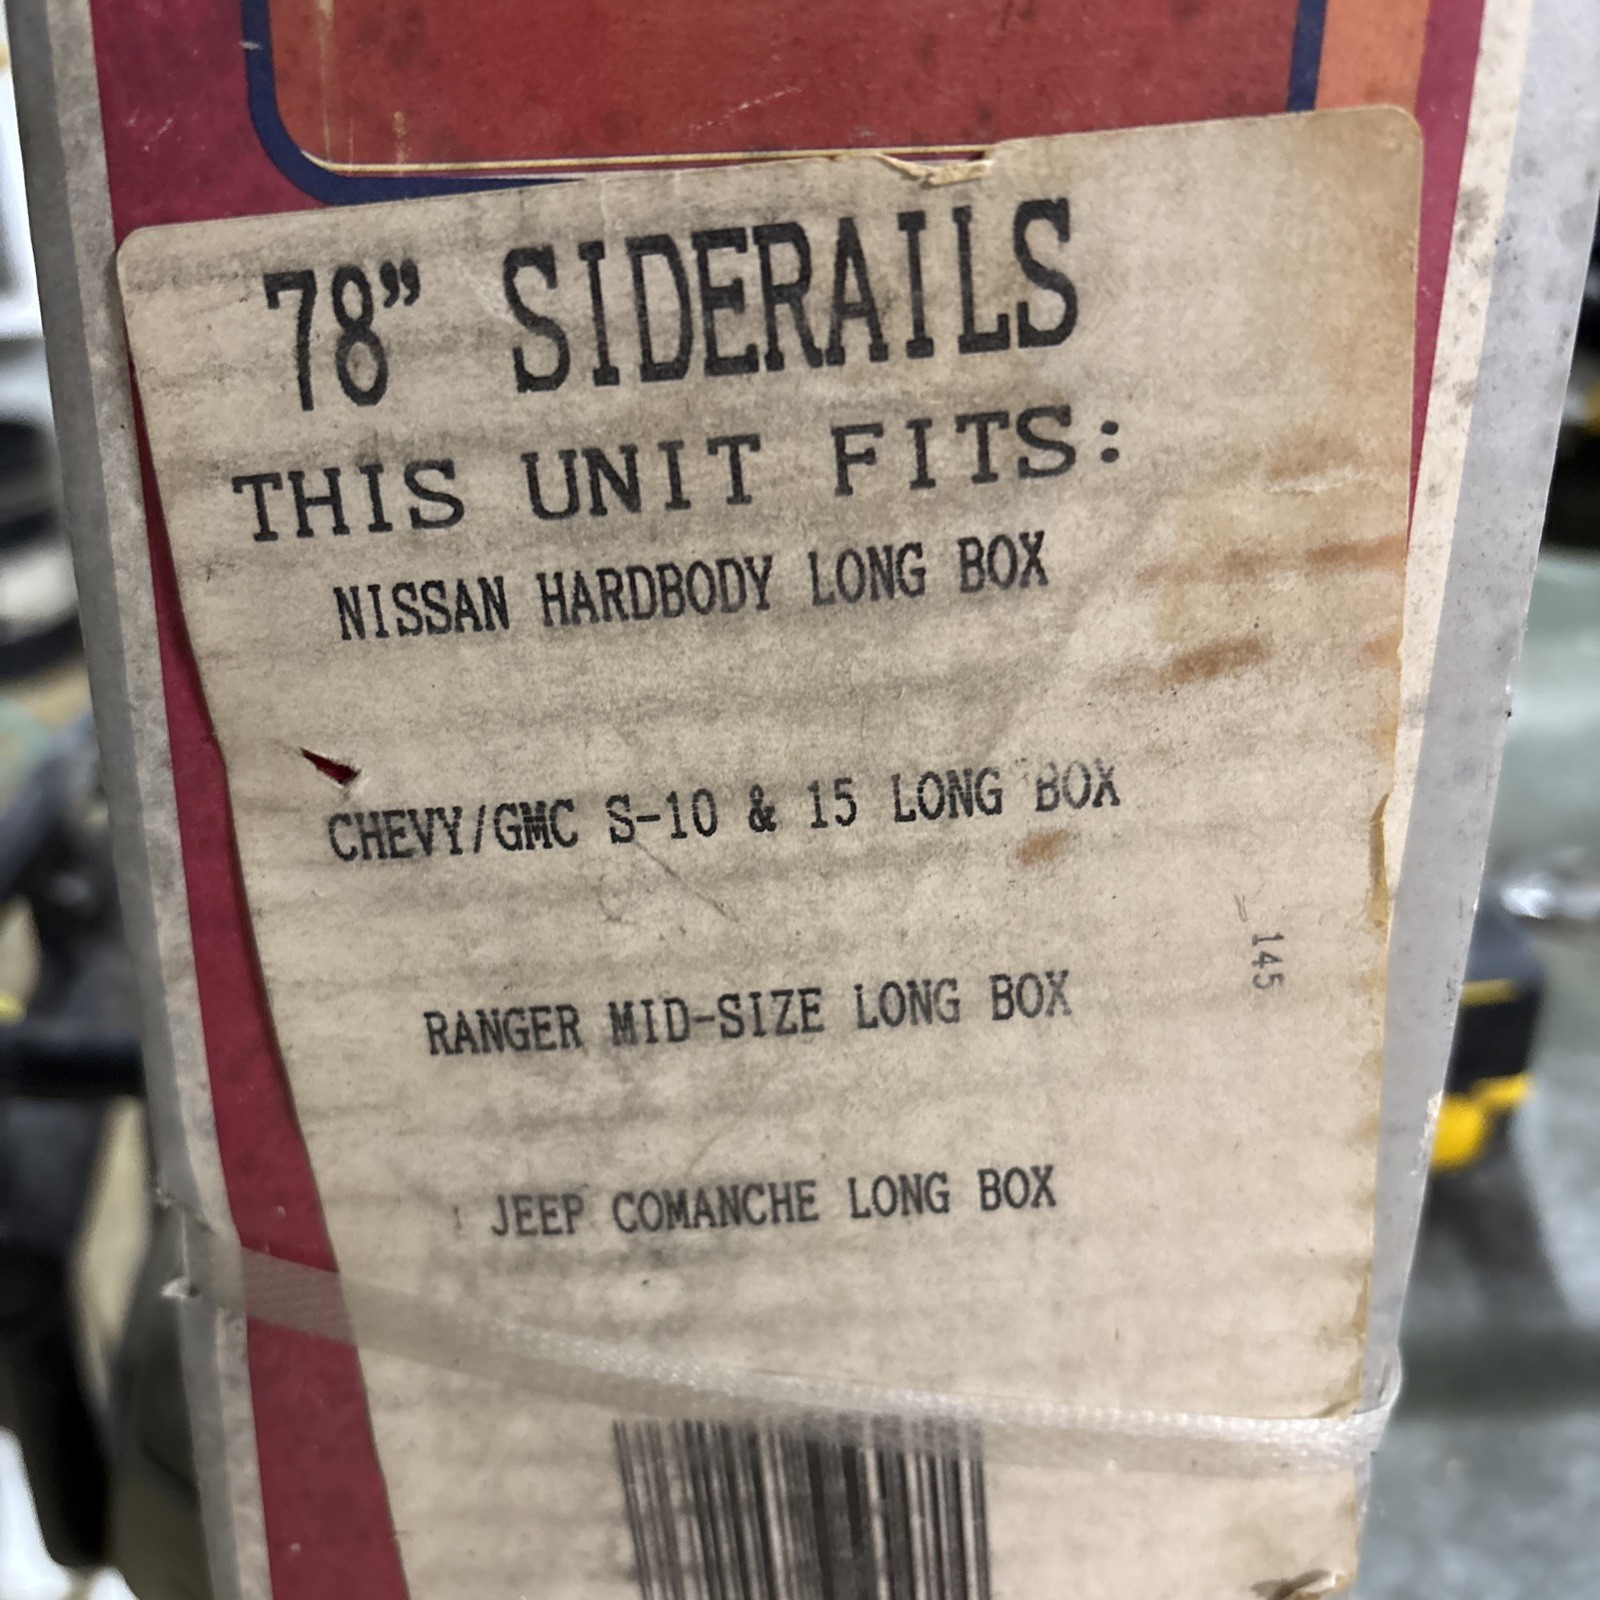 78” SIDERAILS
THIS UNIT FITS:
NISSAN HARDBODY LONG BOX
CHEVY/GMC S-10 & 15 LONG BOX
RANGER MID-SIZE LONG BOX
JEEP COMANCHE LONG BOX
145